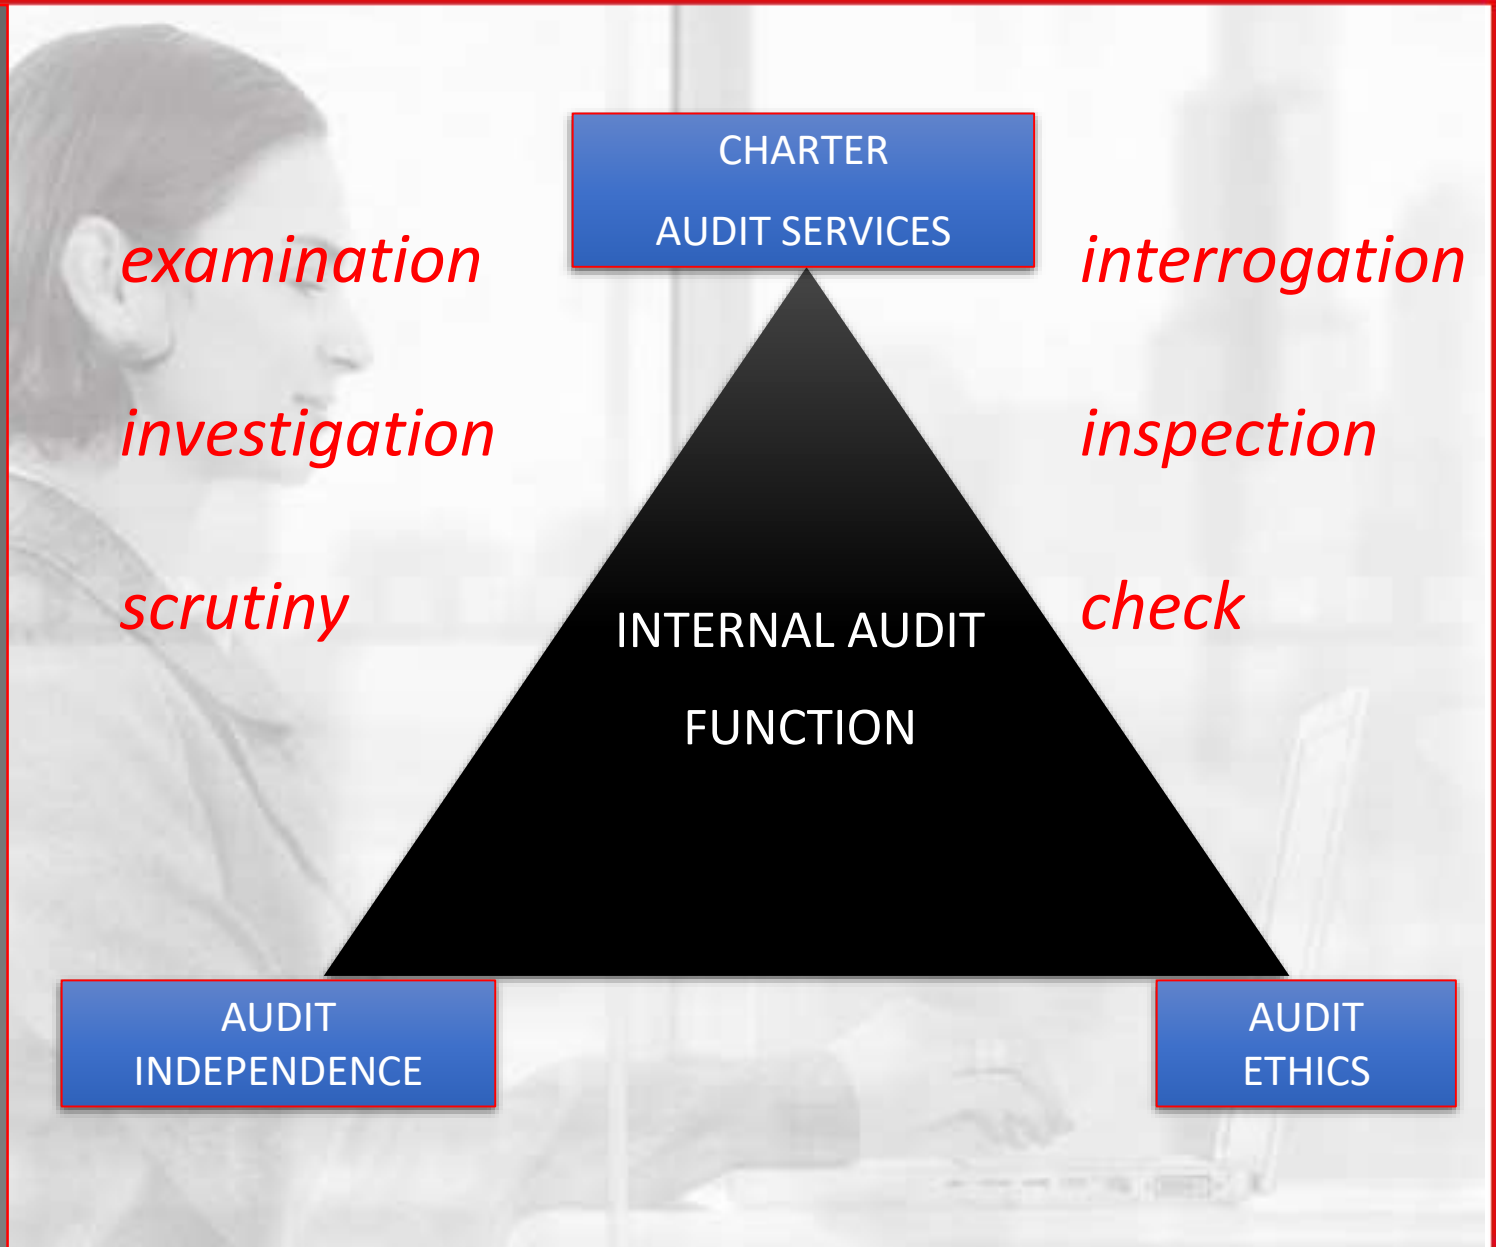 CHARTER
AUDIT SERVICES
examination
interrogation
investigation
inspection
scrutiny
check
INTERNAL AUDIT
FUNCTION
AUDIT
INDEPENDENCE
AUDIT
ETHICS